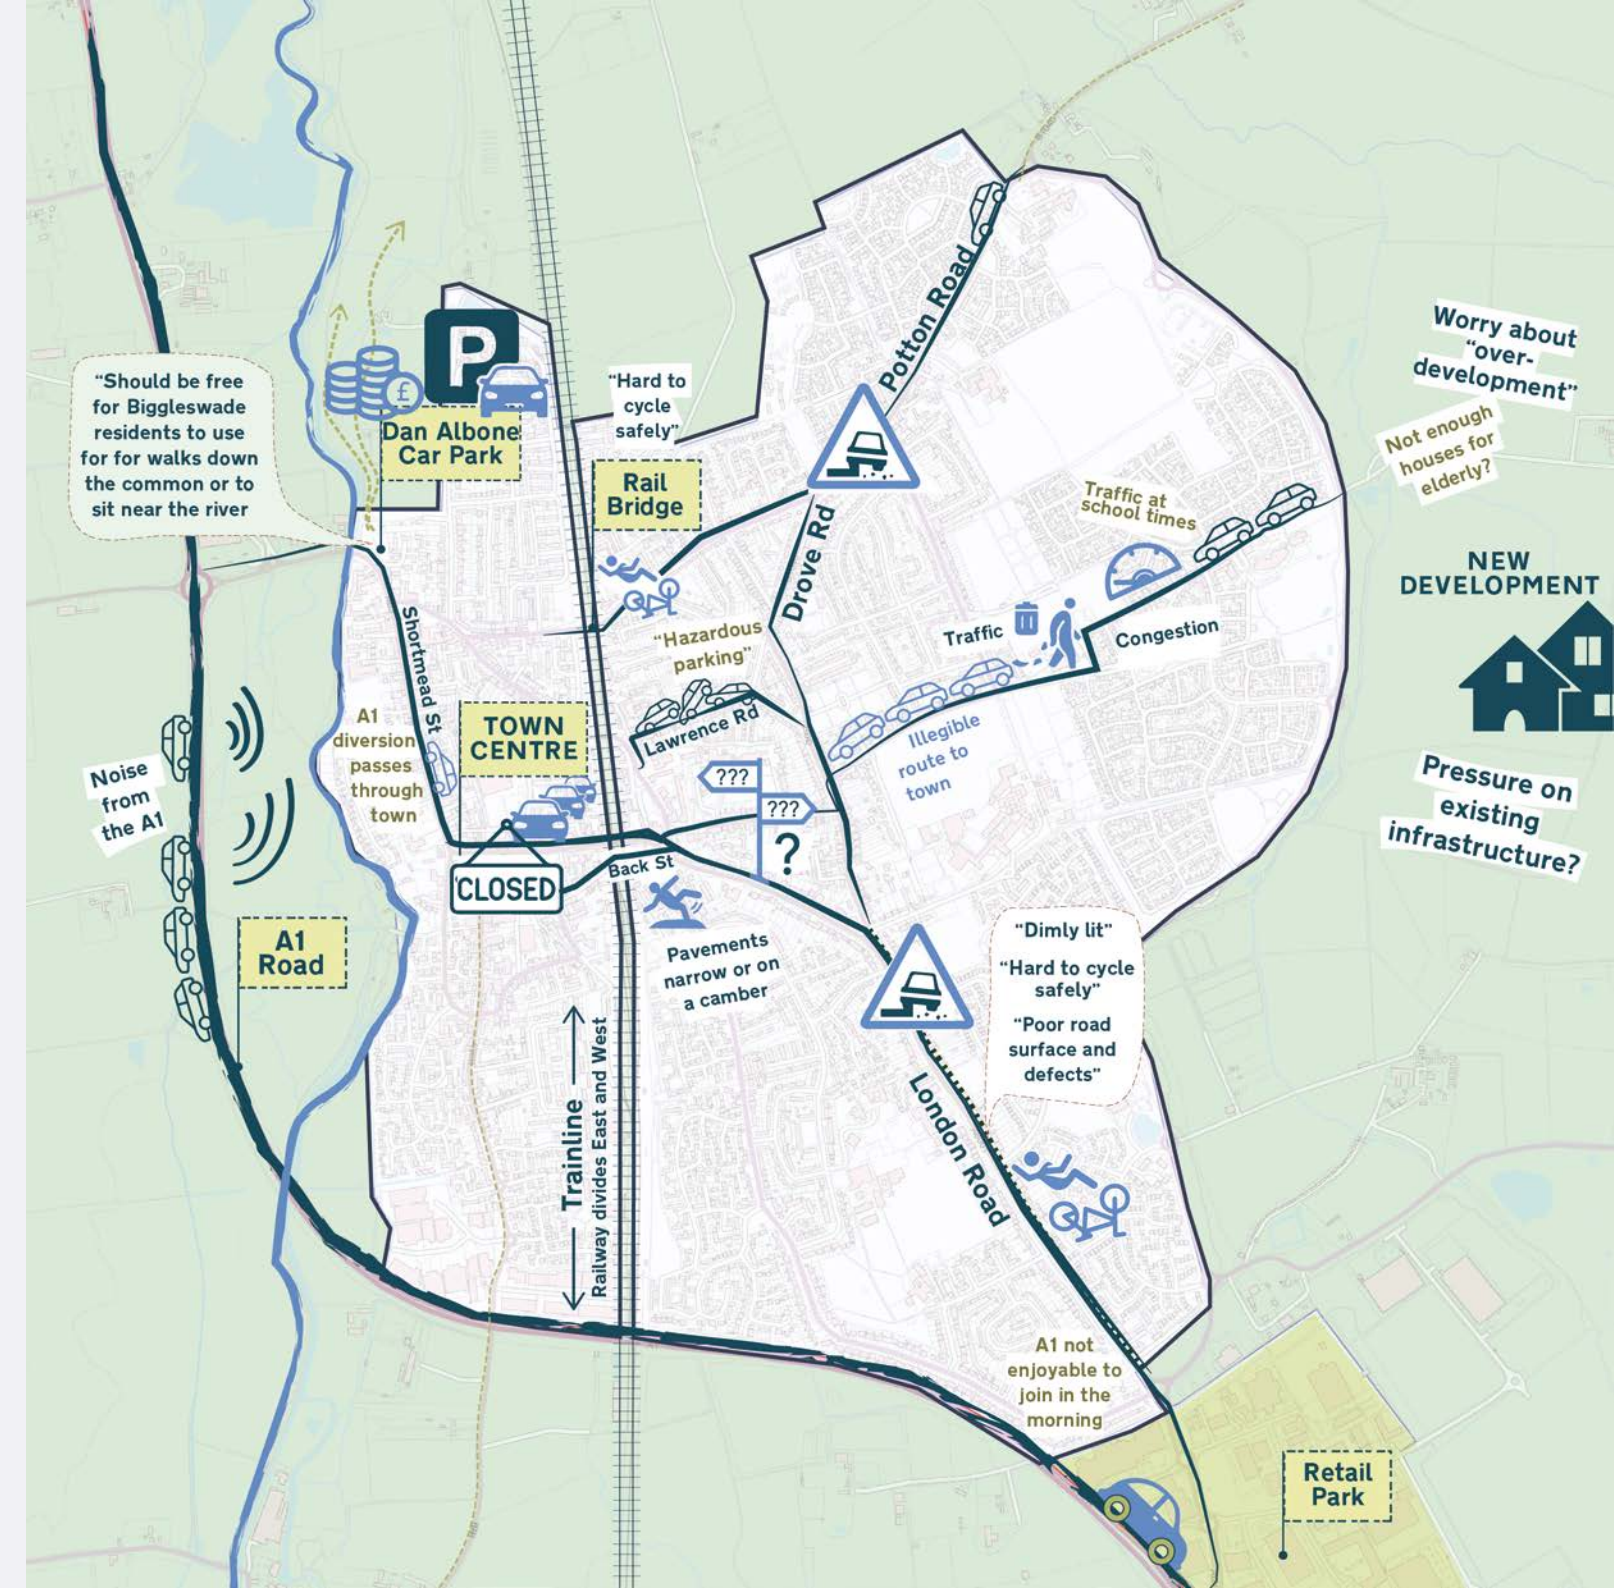 Potton Road
Worry about
“over-
development”
Not enough
houses for
elderly?
P
“Should be free
for Biggleswade
residents to use
for for walks down
the common or to
sit near the river
£
Dan Albone
Car Park
“Hard to
cycle
safely”
Rail
Bridge
Traffic at
school times
Drove Rd
NEW
DEVELOPMENT
Traffic
Congestion
“Hazardous
parking”
Shortmead St
Lawrence Rd
A1
diversion
passes
through
town
TOWN
CENTRE
Illegible
route to
town
???
???
?
Noise
from
the A1
Pressure on
existing
infrastructure?
Back St
CLOSED
A1
Road
Pavements
narrow or on
a camber
“Dimly lit”
“Hard to cycle
safely”
“Poor road
surface and
defects”
Trainline
Railway divides East and West
London Road
A1 not
enjoyable to
join in the
morning
Retail
Park